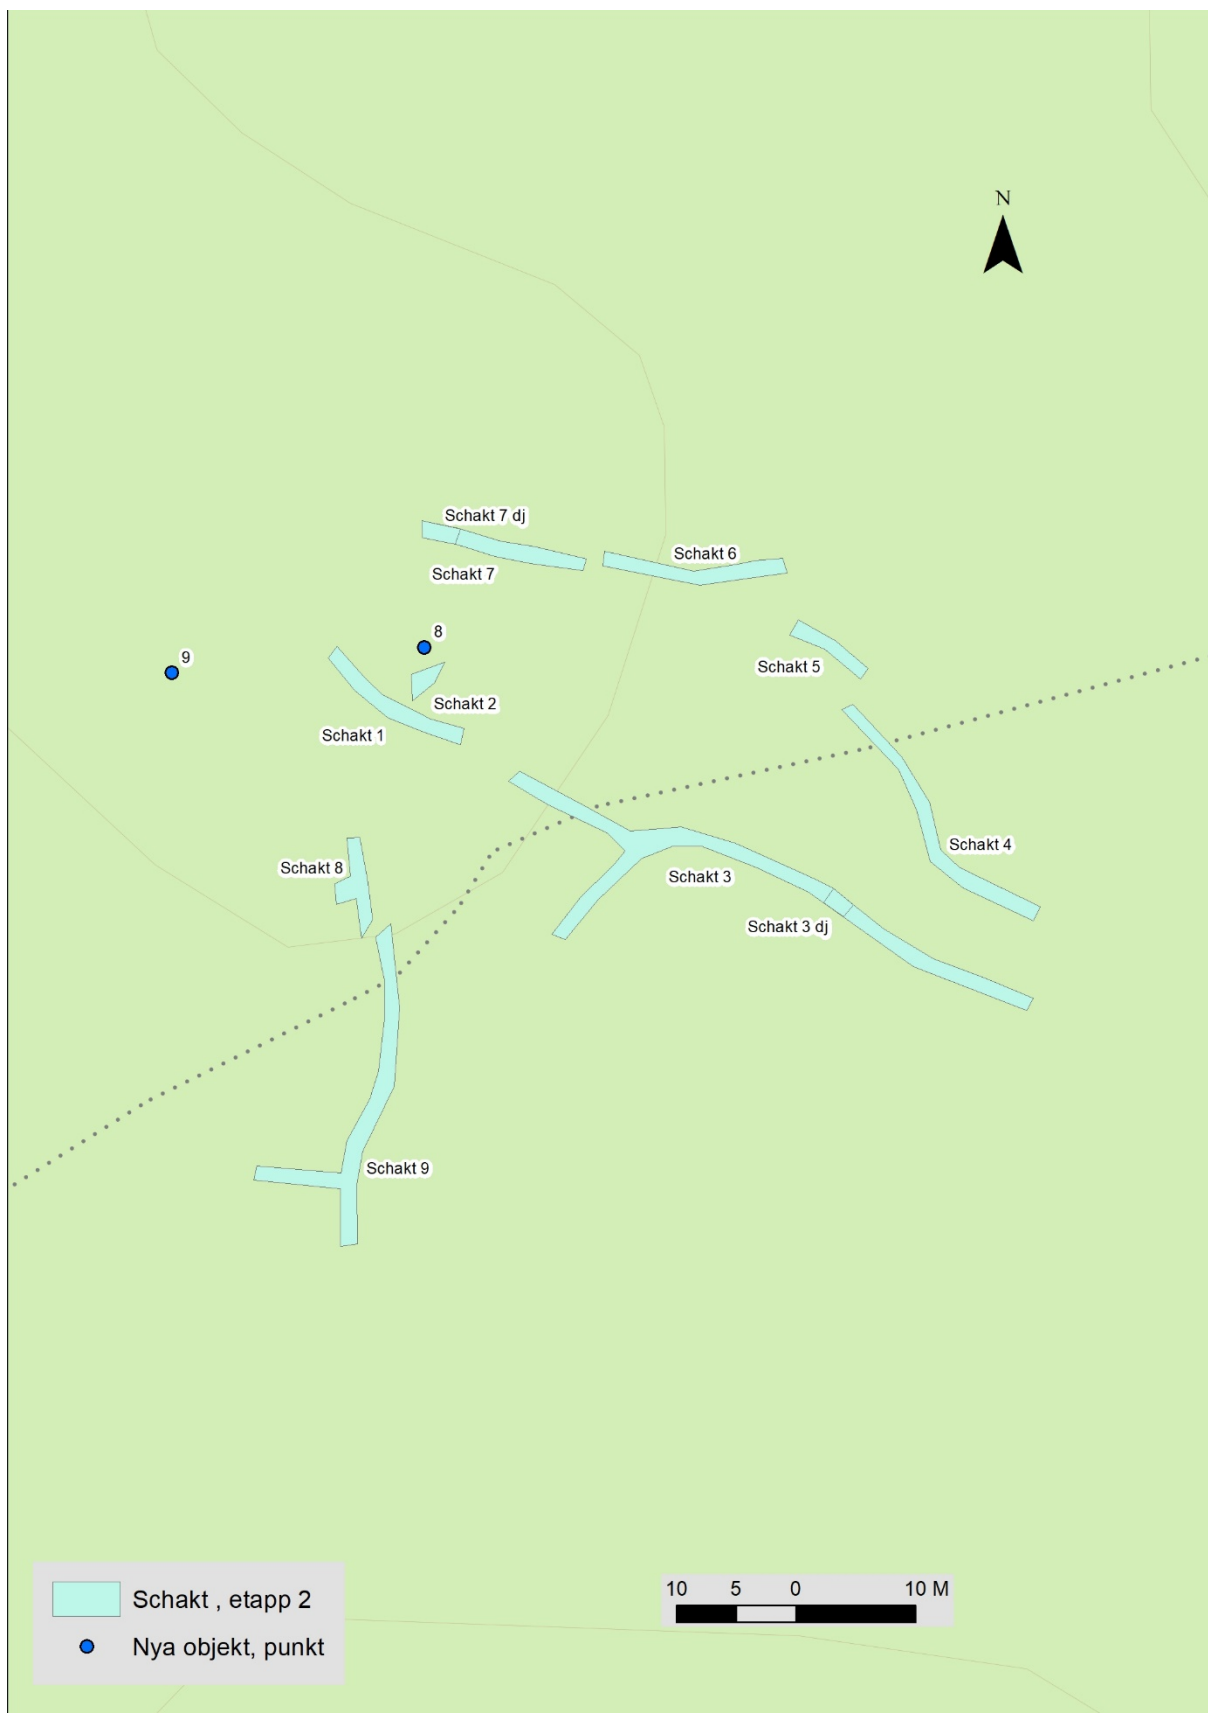 N
Schakt 7 dj
Schakt 6
Schakt 7
8
9
Schakt 5
Schakt 2
Schakt 1
Schakt 4
Schakt 8
Schakt 3
Schakt 3 dj
Schakt 9
10 5 0 10 M
Schakt , etapp 2
Nya objekt, punkt